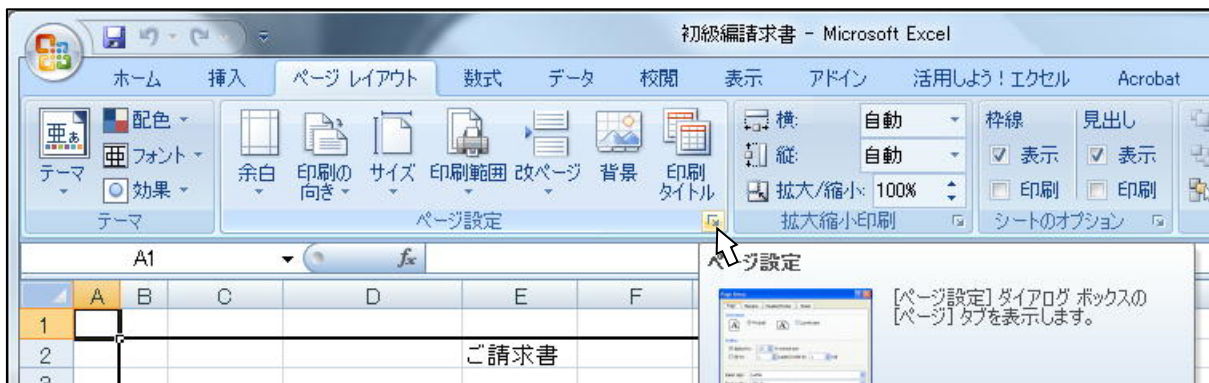 初級編請求書 - Microsoft Excel
ホーム 挿入 ページ レイアウト 数式 データ 校閲 表示 アドイン 活用しよう！エクセル Acrobat
亜ぁ
テーマ
配色
亜 フォント
効果
余白
印刷の
向き
サイズ
印刷範囲
改ページ
背景
印刷
タイトル
横: 自動
縦: 自動
拡大/縮小: 100%
枠線
表示
印刷
見出し
表示
印刷
テーマ ページ設定 拡大縮小印刷 シートのオプション
A1 fx
ページ設定
[ページ設定] ダイアログ ボックスの
[ページ] タブを表示します。
A B C D E F
1
2 ご請求書